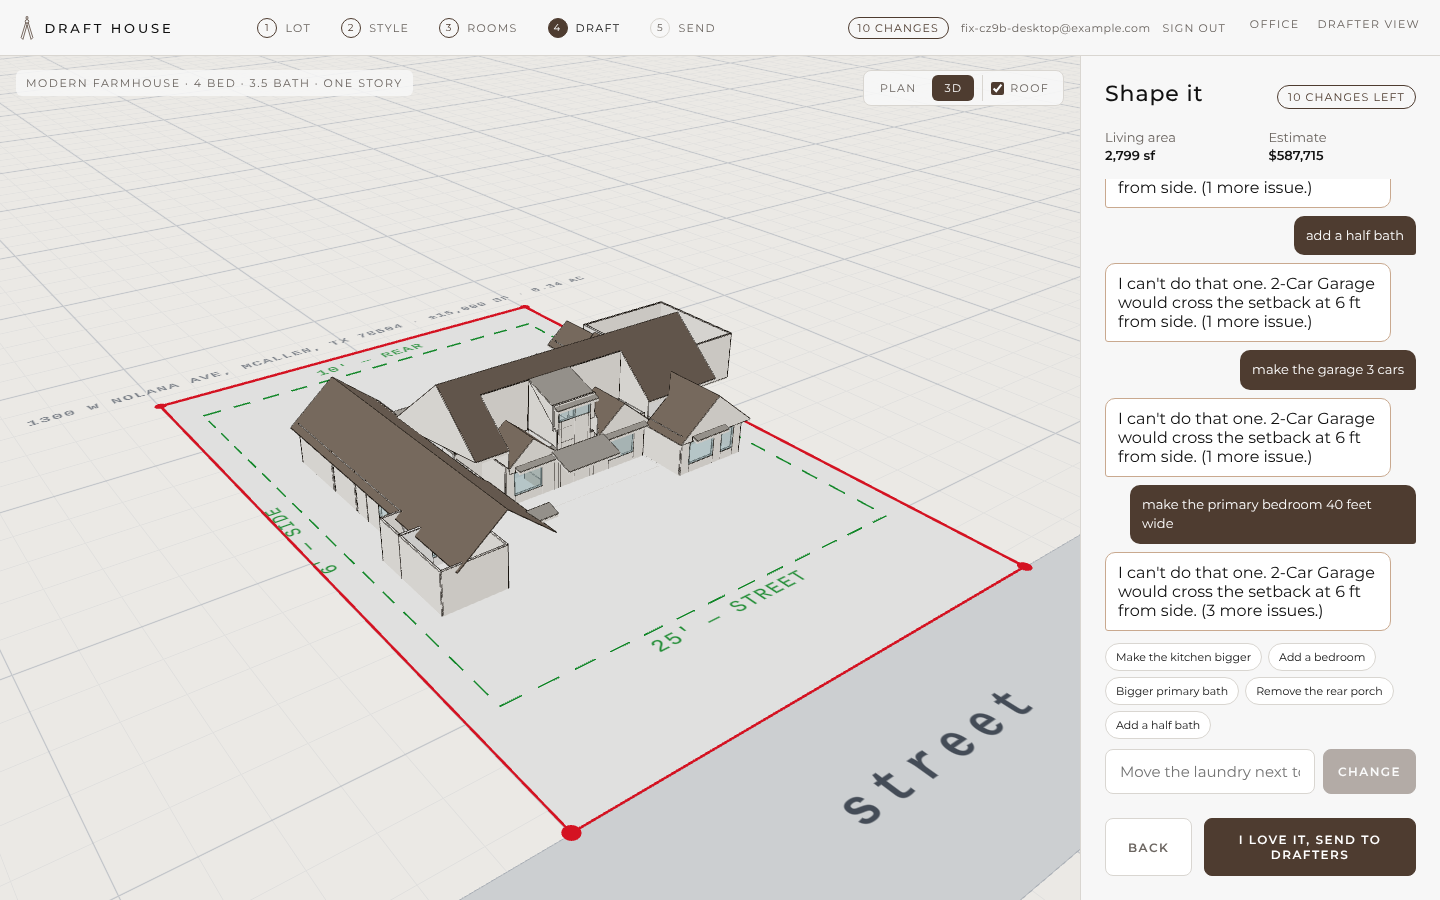 DRAFT HOUSE
1 LOT
2 STYLE
3 ROOMS
4 DRAFT
5 SEND
10 CHANGES
fix-cz9b-desktop@example.com
SIGN OUT
OFFICE
DRAFTER VIEW
MODERN FARMHOUSE · 4 BED · 3.5 BATH · ONE STORY
PLAN
3D
ROOF
1300 W NOLANA AVE, MCALLEN, TX 78504
10' — REAR
6' — SIDE
25' — STREET
Street
Shape it
10 CHANGES LEFT
Living area
2,799 sf
Estimate
$587,715
from side. (1 more issue.)
add a half bath
I can't do that one. 2-Car Garage
would cross the setback at 6 ft
from side. (1 more issue.)
make the garage 3 cars
I can't do that one. 2-Car Garage
would cross the setback at 6 ft
from side. (1 more issue.)
make the primary bedroom 40 feet
wide
I can't do that one. 2-Car Garage
would cross the setback at 6 ft
from side. (3 more issues.)
Make the kitchen bigger
Add a bedroom
Bigger primary bath
Remove the rear porch
Add a half bath
Move the laundry next
CHANGE
BACK
I LOVE IT, SEND TO
DRAFTERS